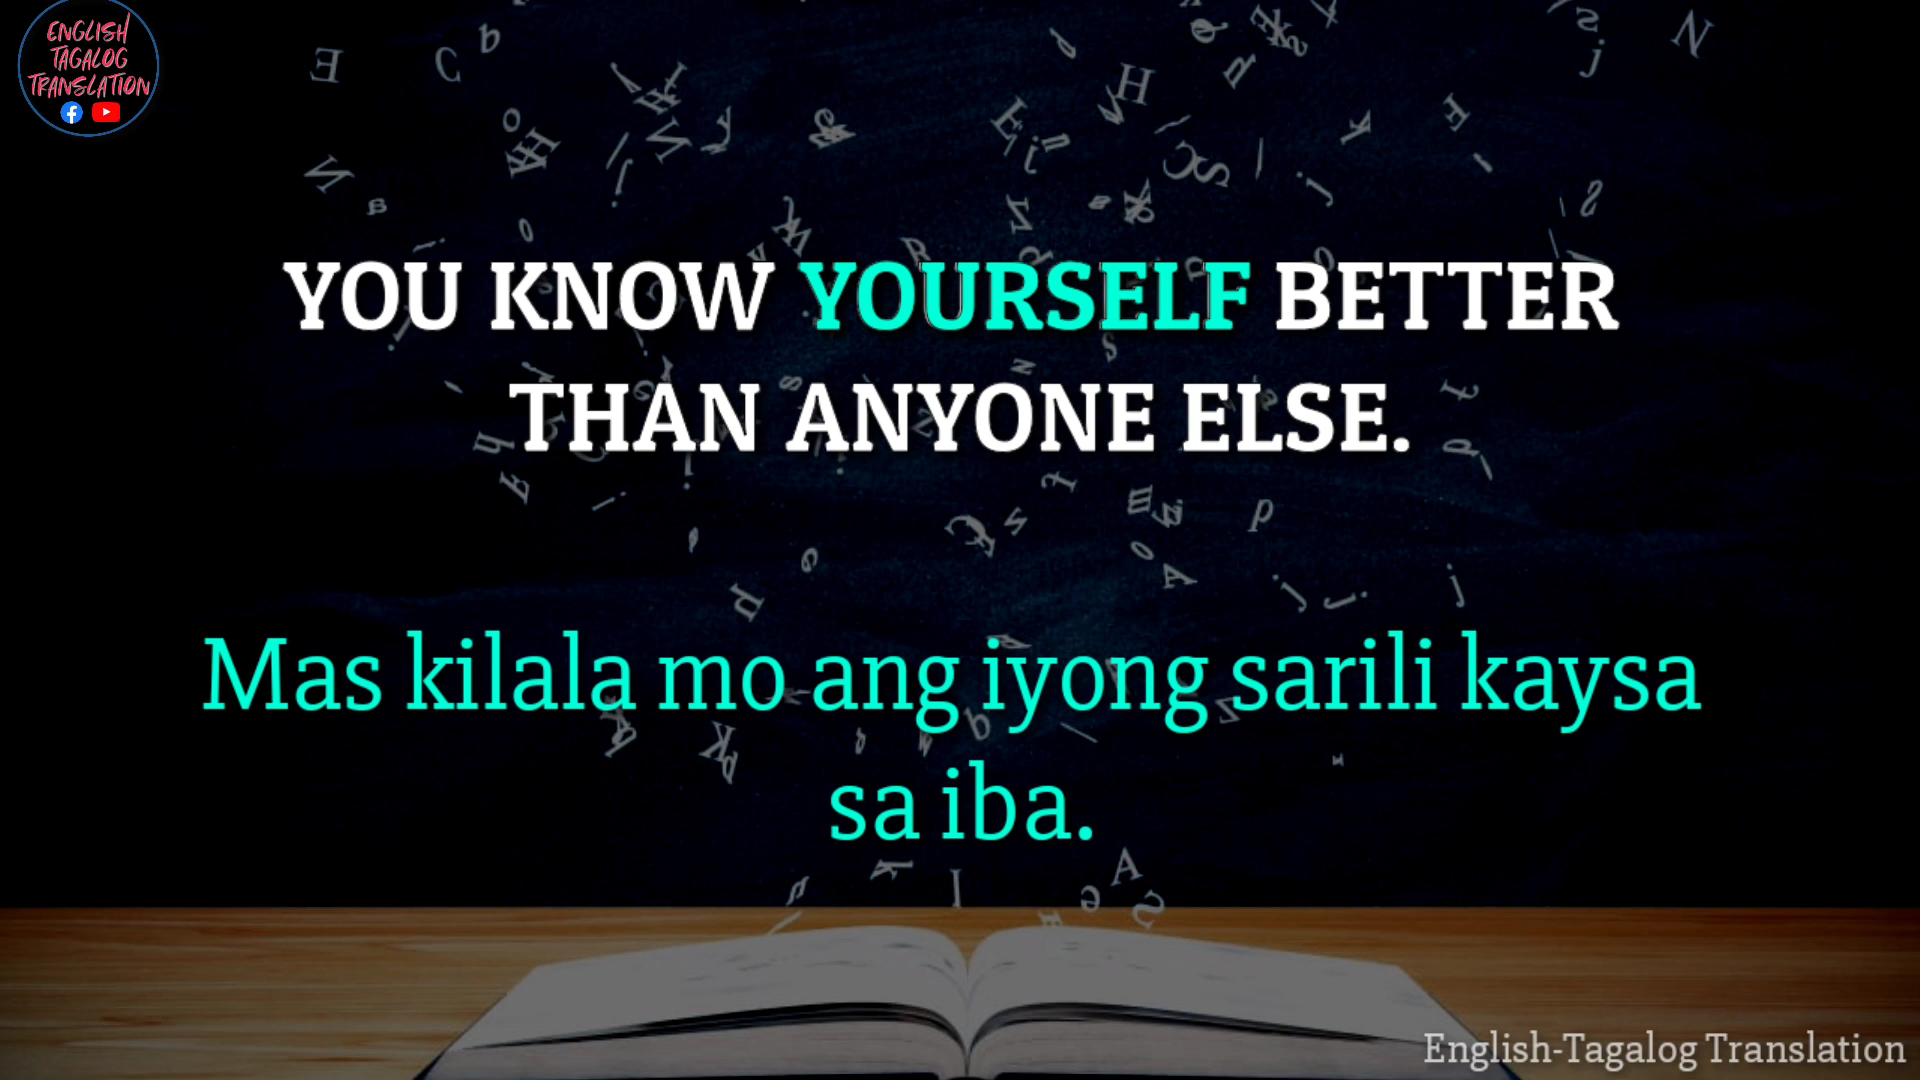 ENGLISH
TAGALOG
TRANSLATION
YOU KNOW YOURSELF BETTER
THAN ANYONE ELSE.
Mas kilala mo ang iyong sarili kaysa
sa iba.
English-Tagalog Translation